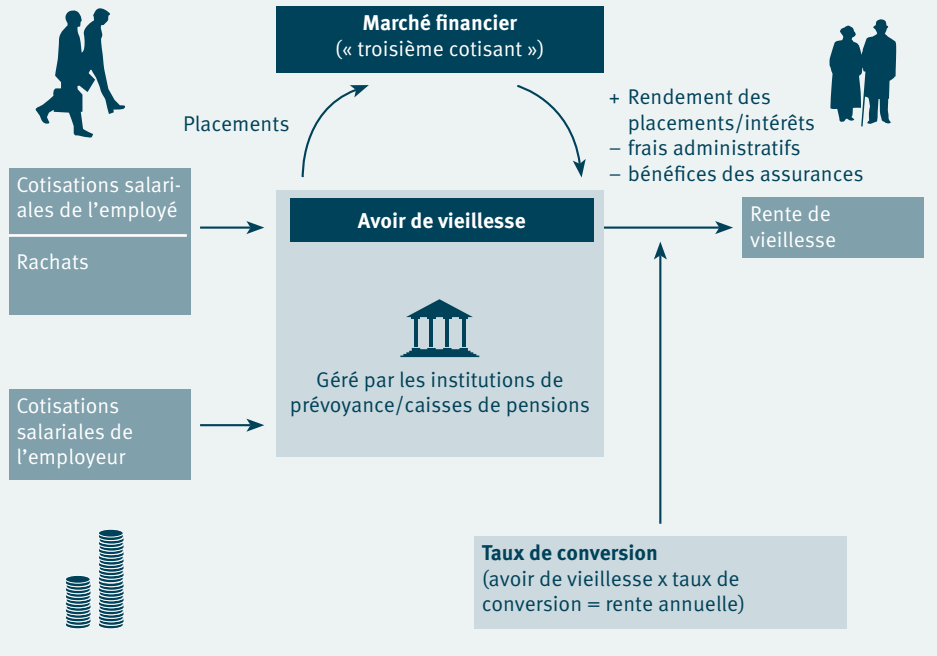 Marché financier
(« troisième cotisant »)
Placements
+ Rendement des
placements/intérêts
– frais administratifs
– bénéfices des assurances
Cotisations salari-
ales de l’employé
Rachats
Avoir de vieillesse
Rente de
vieillesse
Géré par les institutions de
prévoyance/caisses de pensions
Cotisations
salariales de
l’employeur
Taux de conversion
(avoir de vieillesse x taux de
conversion = rente annuelle)